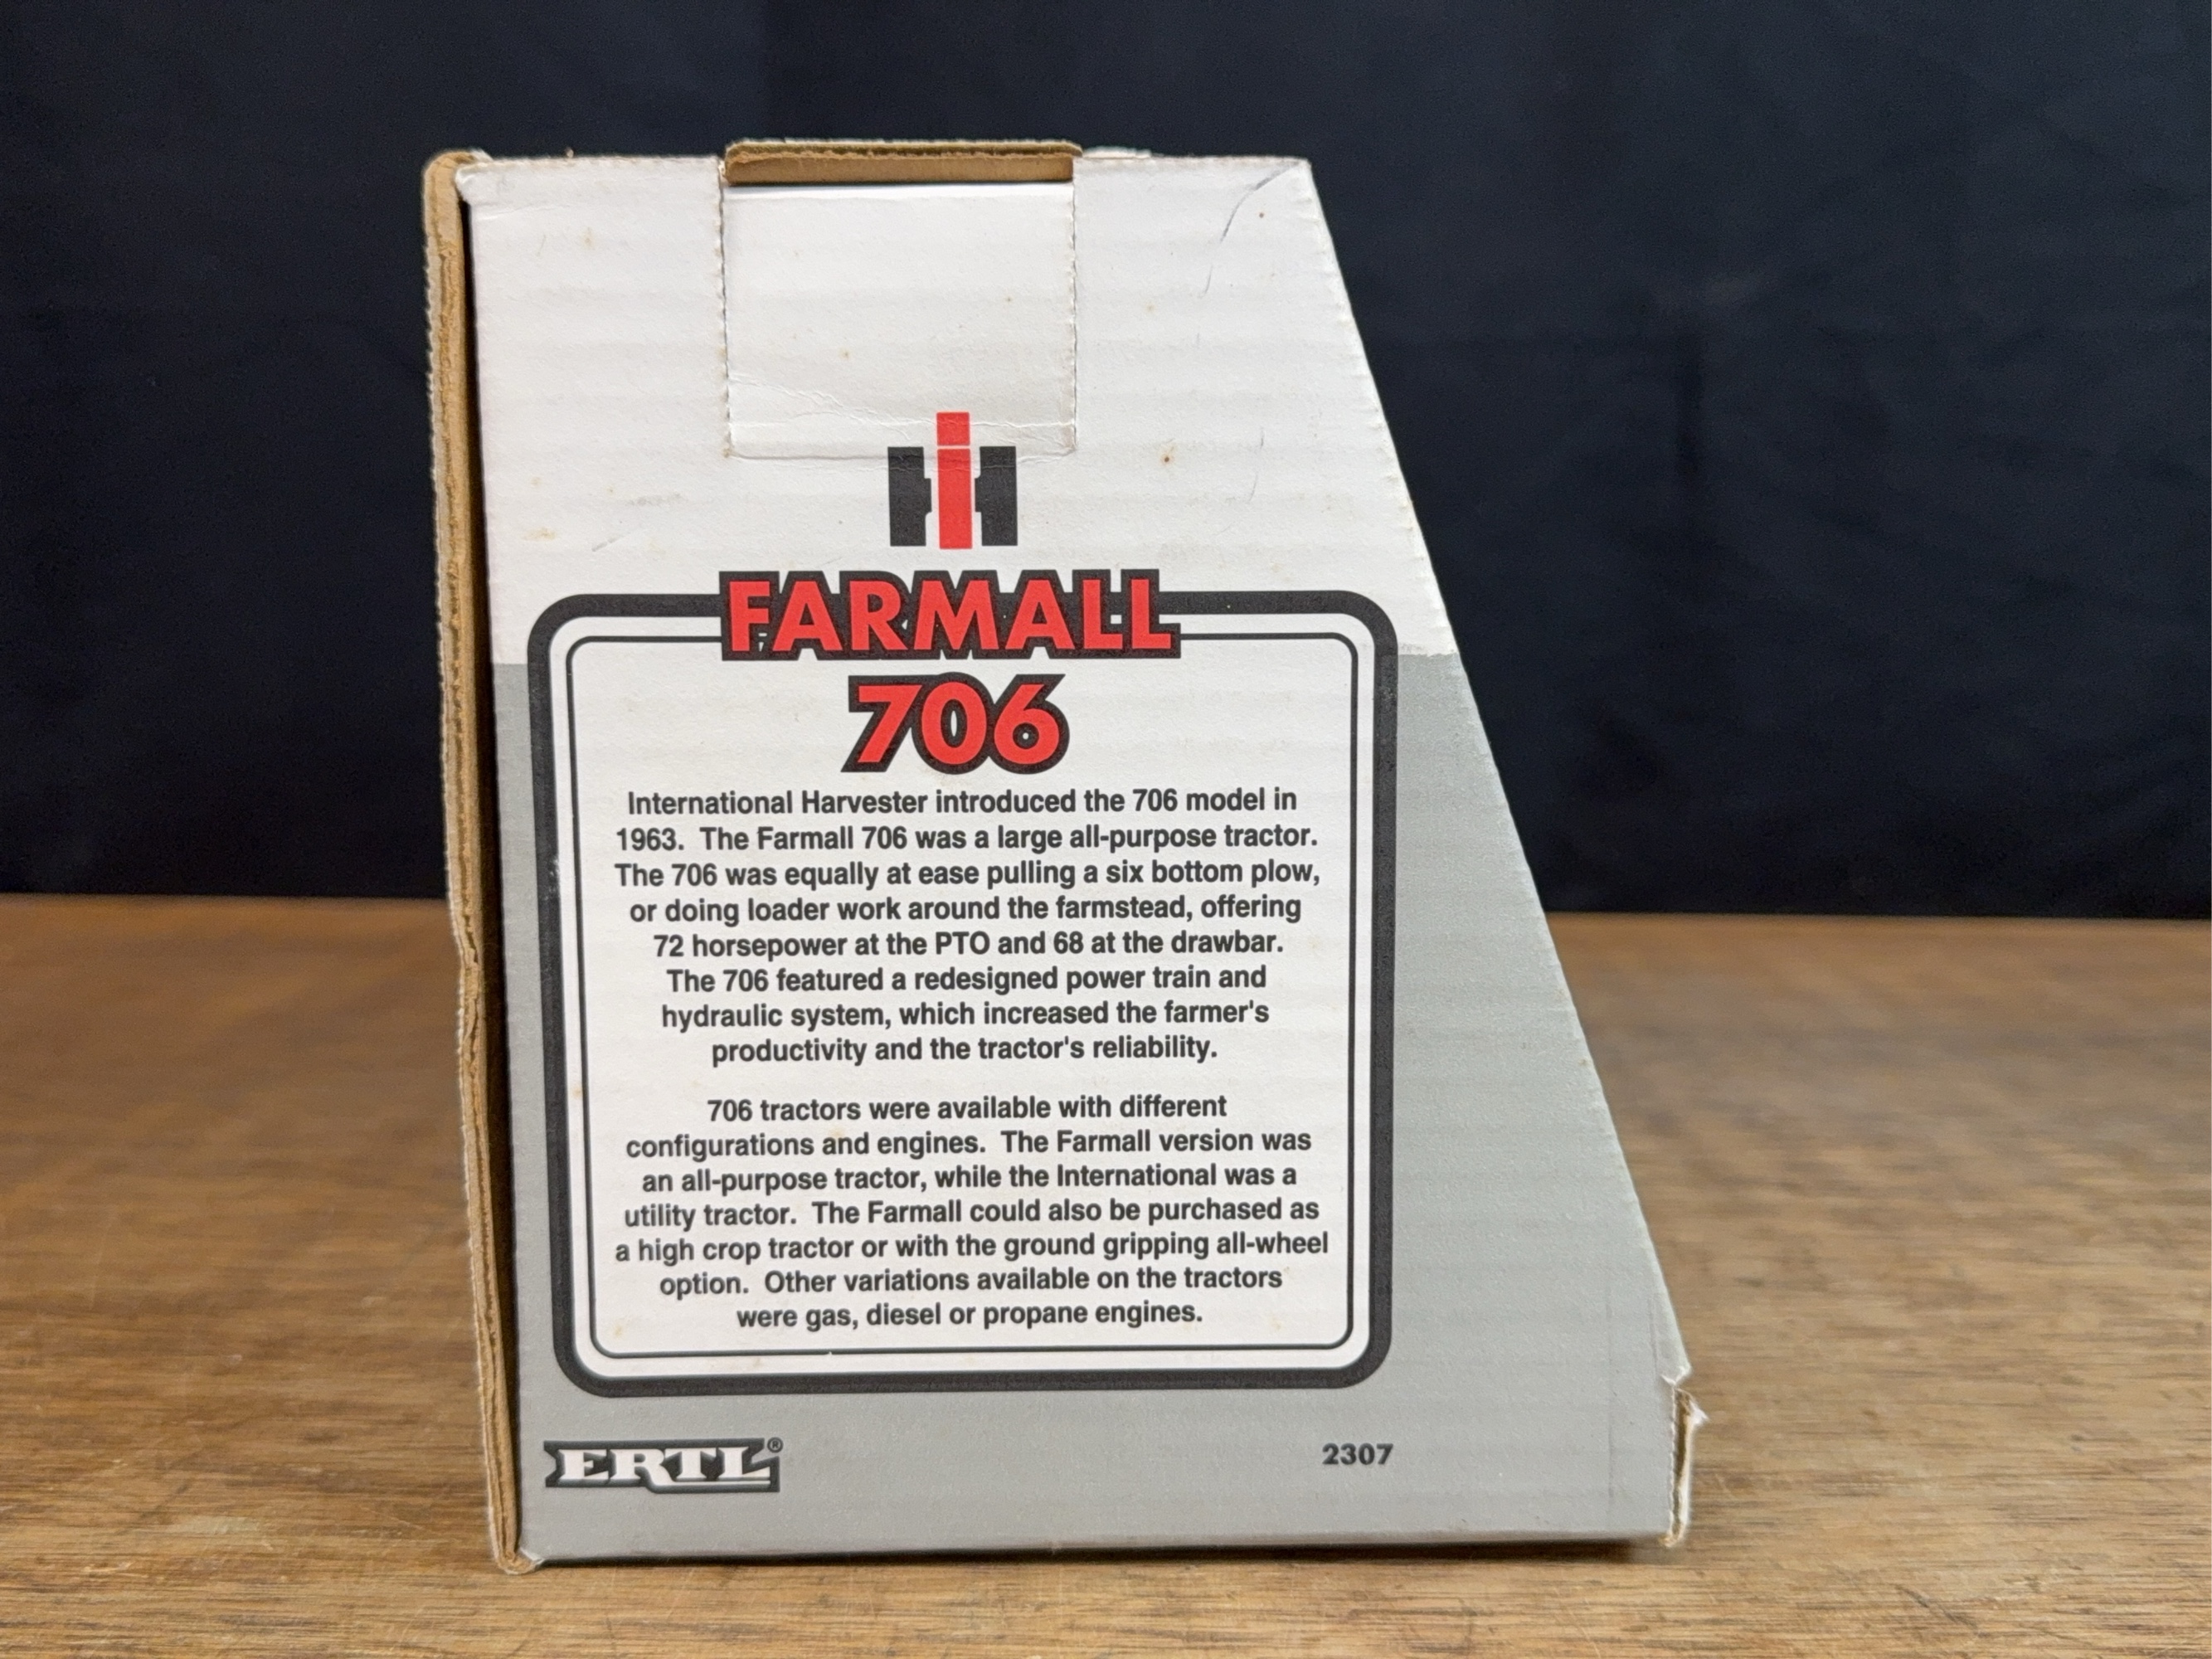 IH
FARMALL
706
International Harvester introduced the 706 model in
1963. The Farmall 706 was a large all-purpose tractor.
The 706 was equally at ease pulling a six bottom plow,
or doing loader work around the farmstead, offering
72 horsepower at the PTO and 68 at the drawbar.
The 706 featured a redesigned power train and
hydraulic system, which increased the farmer's
productivity and the tractor's reliability.
706 tractors were available with different
configurations and engines. The Farmall version was
an all-purpose tractor, while the International was a
utility tractor. The Farmall could also be purchased as
a high crop tractor or with the ground gripping all-wheel
option. Other variations available on the tractors
were gas, diesel or propane engines.
ERTL®
2307